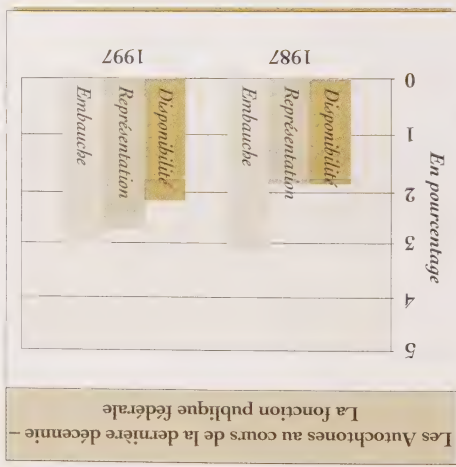 Les Autochtones au cours de la dernière décennie –
La fonction publique fédérale
En pourcentage
5
4
3
2
1
0
Disponibilité
Représentation
Embauche
Disponibilité
Représentation
Embauche
1987
1997